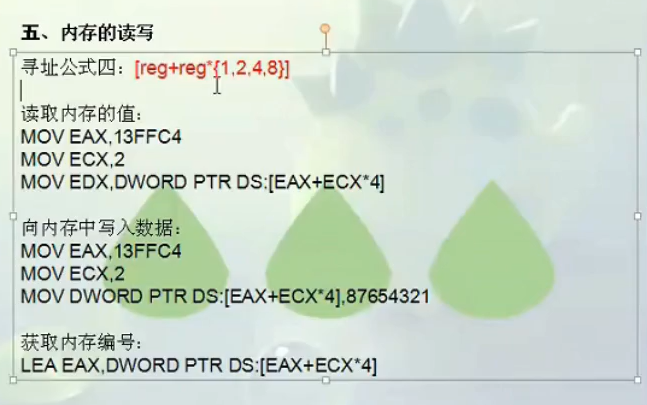 五、内存的读写
寻址公式四：[reg+reg*{1,2,4,8}]
读取内存的值：
MOV EAX,13FFC4
MOV ECX,2
MOV EDX,DWORD PTR DS:[EAX+ECX*4]
向内存中写入数据：
MOV EAX,13FFC4
MOV ECX,2
MOV DWORD PTR DS:[EAX+ECX*4],87654321
获取内存编号：
LEA EAX,DWORD PTR DS:[EAX+ECX*4]